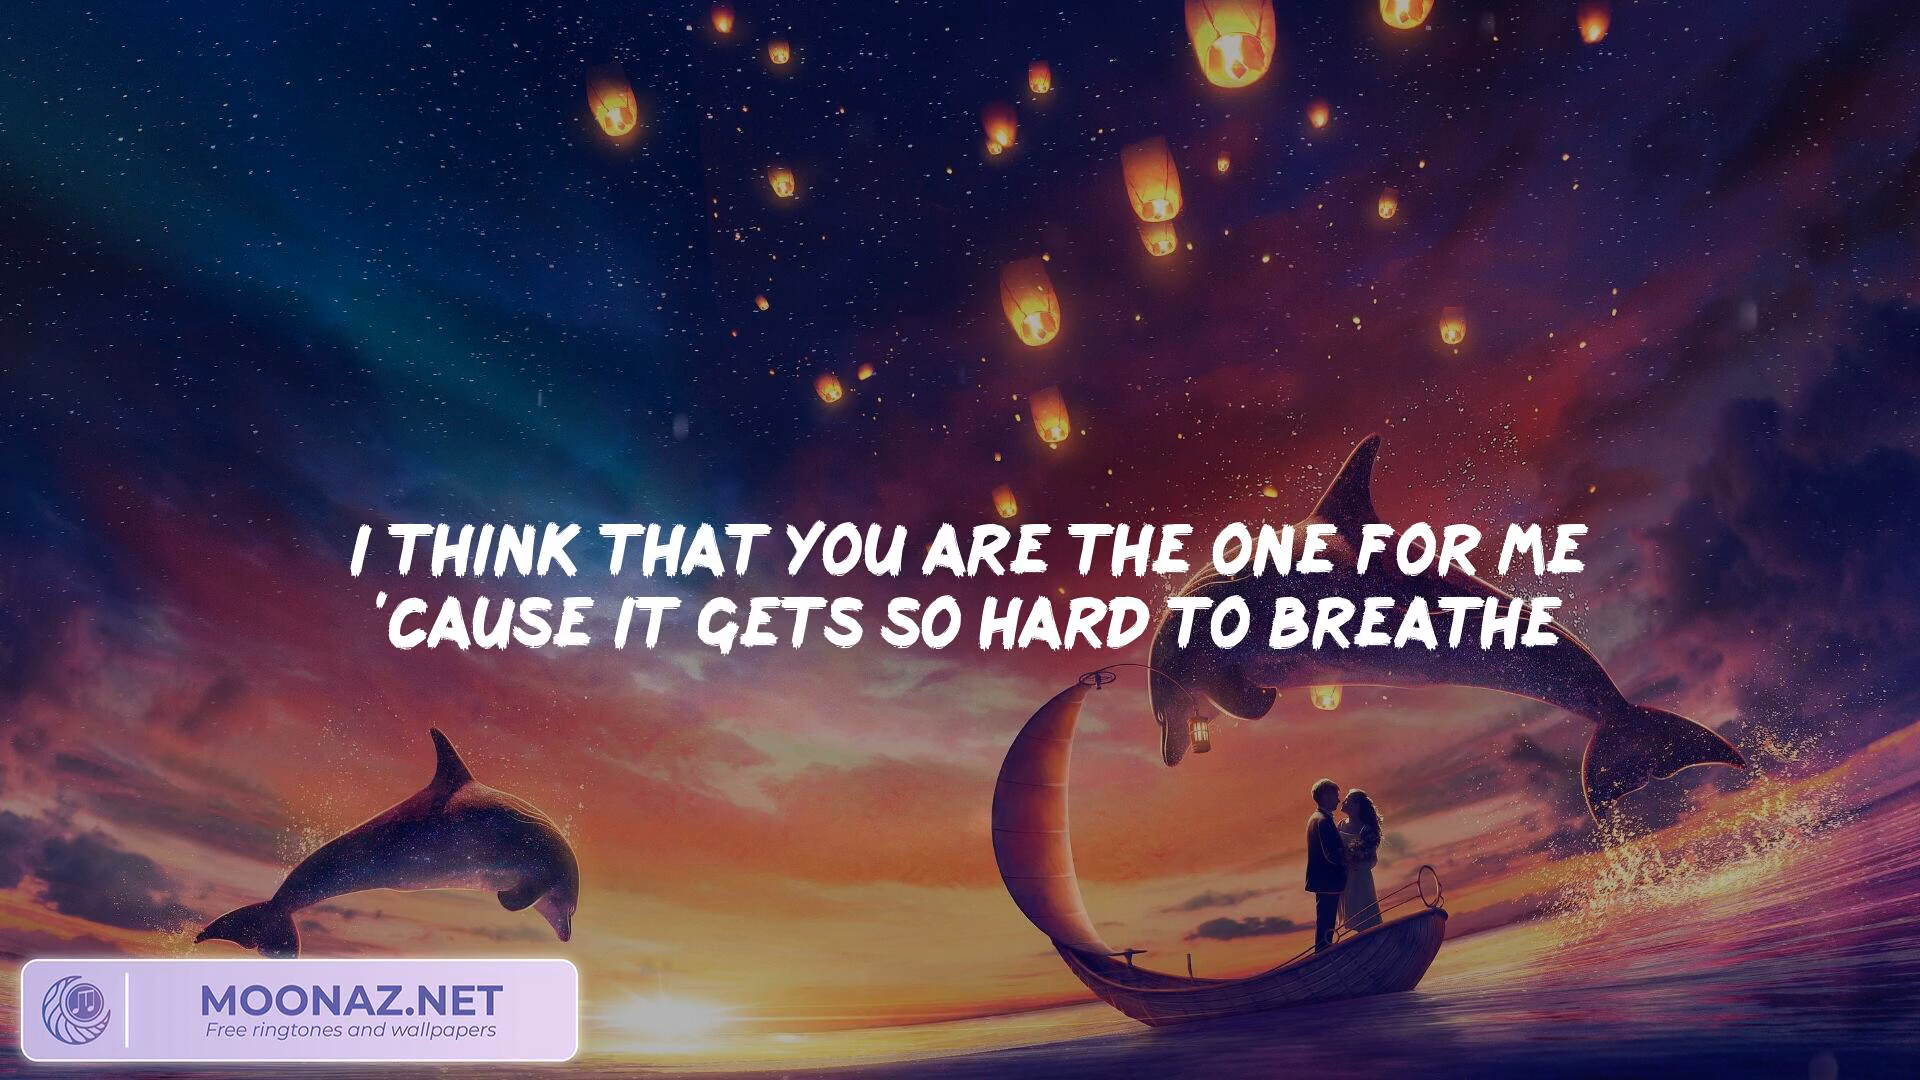 I THINK THAT YOU ARE THE ONE FOR ME
'CAUSE IT GETS SO HARD TO BREATHE
MOONAZ.NET
Free ringtones and wallpapers